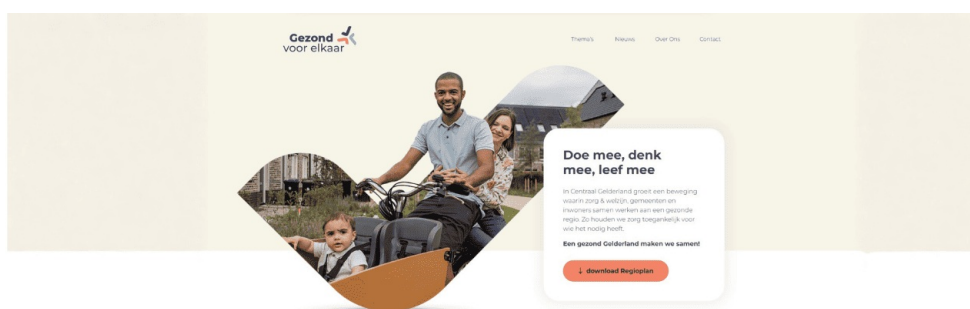 Gezond
voor elkaar
Thema's Nieuws Over Ons Contact
Doe mee, denk
mee, leef mee
In Centraal Gelderland groeit een beweging
waarin zorg & welzijn, gemeenten en
inwoners samen werken aan een gezonde
regio. Zo houden we zorg toegankelijk voor
wie het nodig heeft.
Een gezond Gelderland maken we samen!
↓ download Regioplan